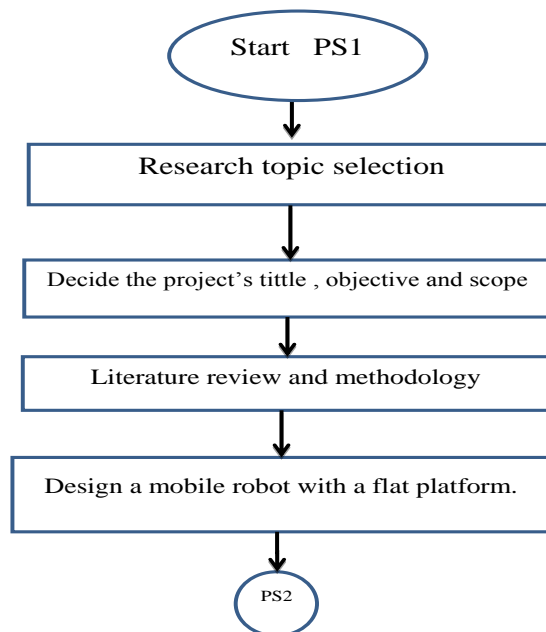 Start PS1
Research topic selection
Decide the project's tittle , objective and scope
Literature review and methodology
Design a mobile robot with a flat platform.
PS2